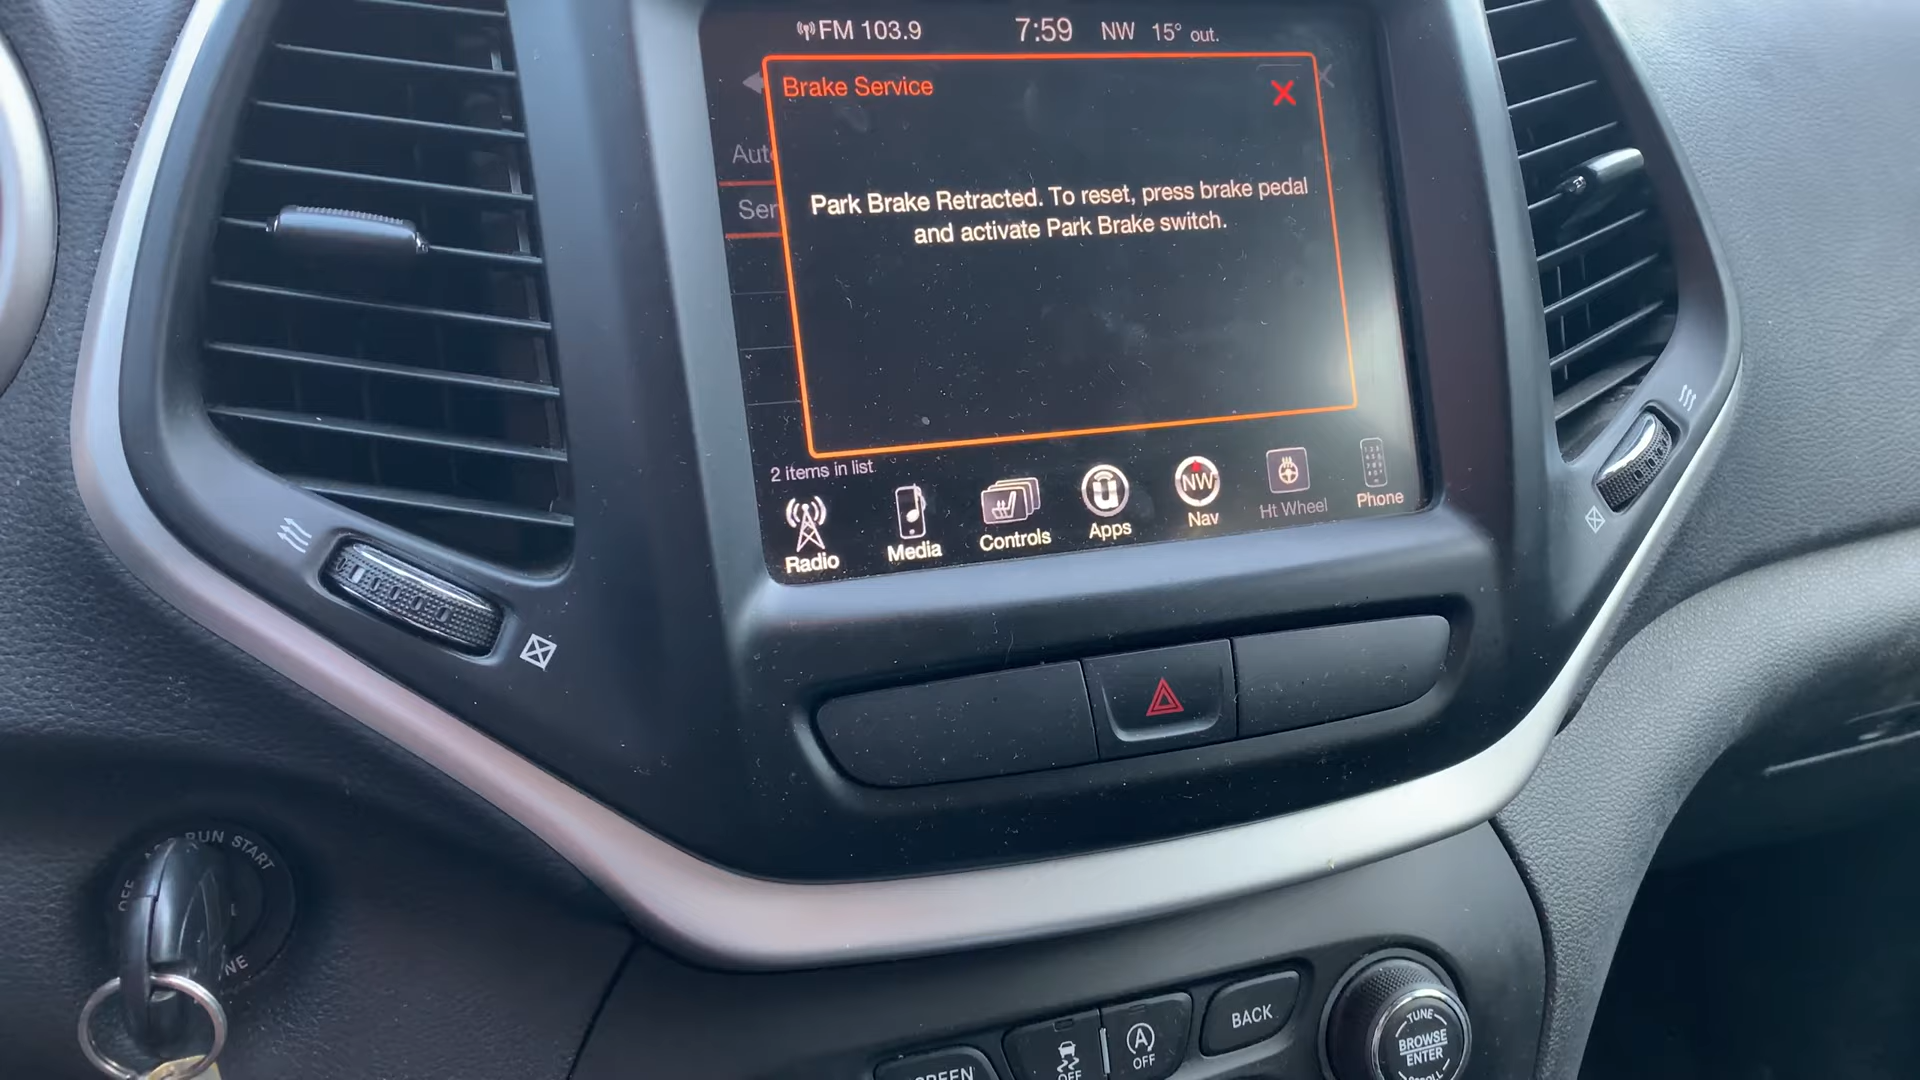 FM 103.9 7:59 NW 15° out.
Brake Service
Park Brake Retracted. To reset, press brake pedal
and activate Park Brake switch.
2 items in list
Radio Media Controls Apps NW Nav Ht Wheel Phone
RUN START
BACK
OFF
OFF
TUNE
BROWSE
ENTER